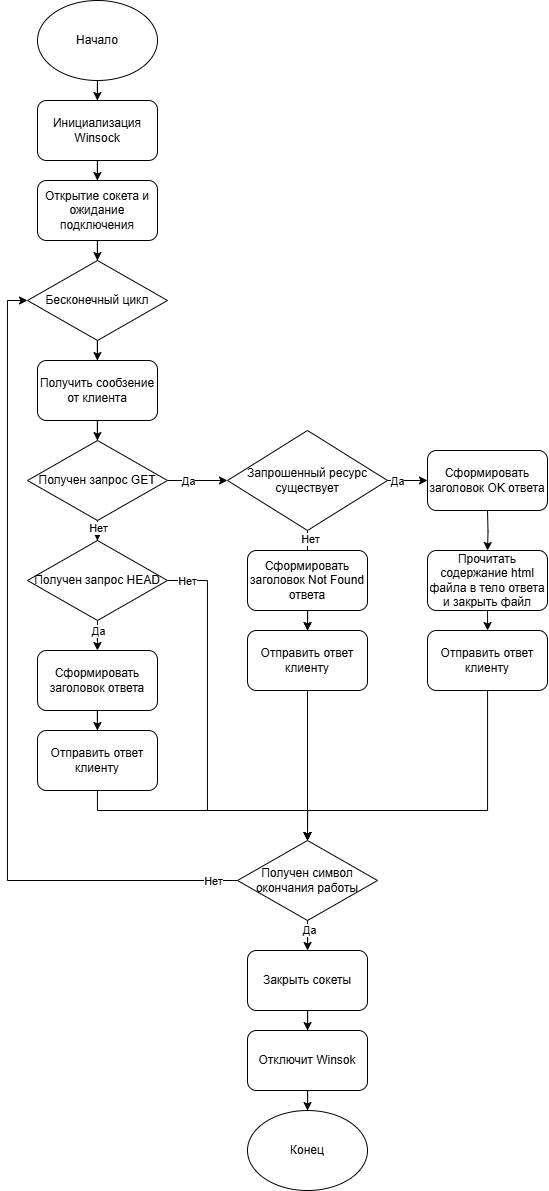 Начало
Инициализация
Winsock
Открытие сокета и
ожидание
подключения
Бесконечный цикл
Получить сообзение
от клиента
Получен запрос GET
Да
Запрошенный ресурс
существует
Да
Сформировать
заголовок OK ответа
Нет
Нет
Получен запрос HEAD
Нет
Сформировать
заголовок Not Found
ответа
Прочитать
содержание html
файла в тело ответа
и закрыть файл
Да
Сформировать
заголовок ответа
Отправить ответ
клиенту
Отправить ответ
клиенту
Отправить ответ
клиенту
Получен символ
окончания работы
Нет
Да
Закрыть сокеты
Отключит Winsok
Конец